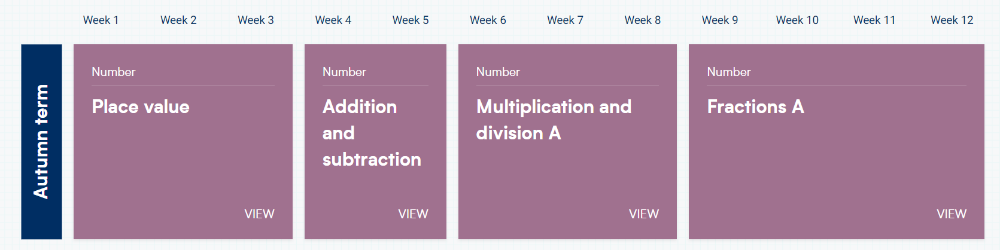 Week 1 Week 2 Week 3 Week 4 Week 5 Week 6 Week 7 Week 8 Week 9 Week 10 Week 11 Week 12
Autumn term
Number
Place value
VIEW
Number
Addition
and
subtraction
VIEW
Number
Multiplication and
division A
VIEW
Number
Fractions A
VIEW